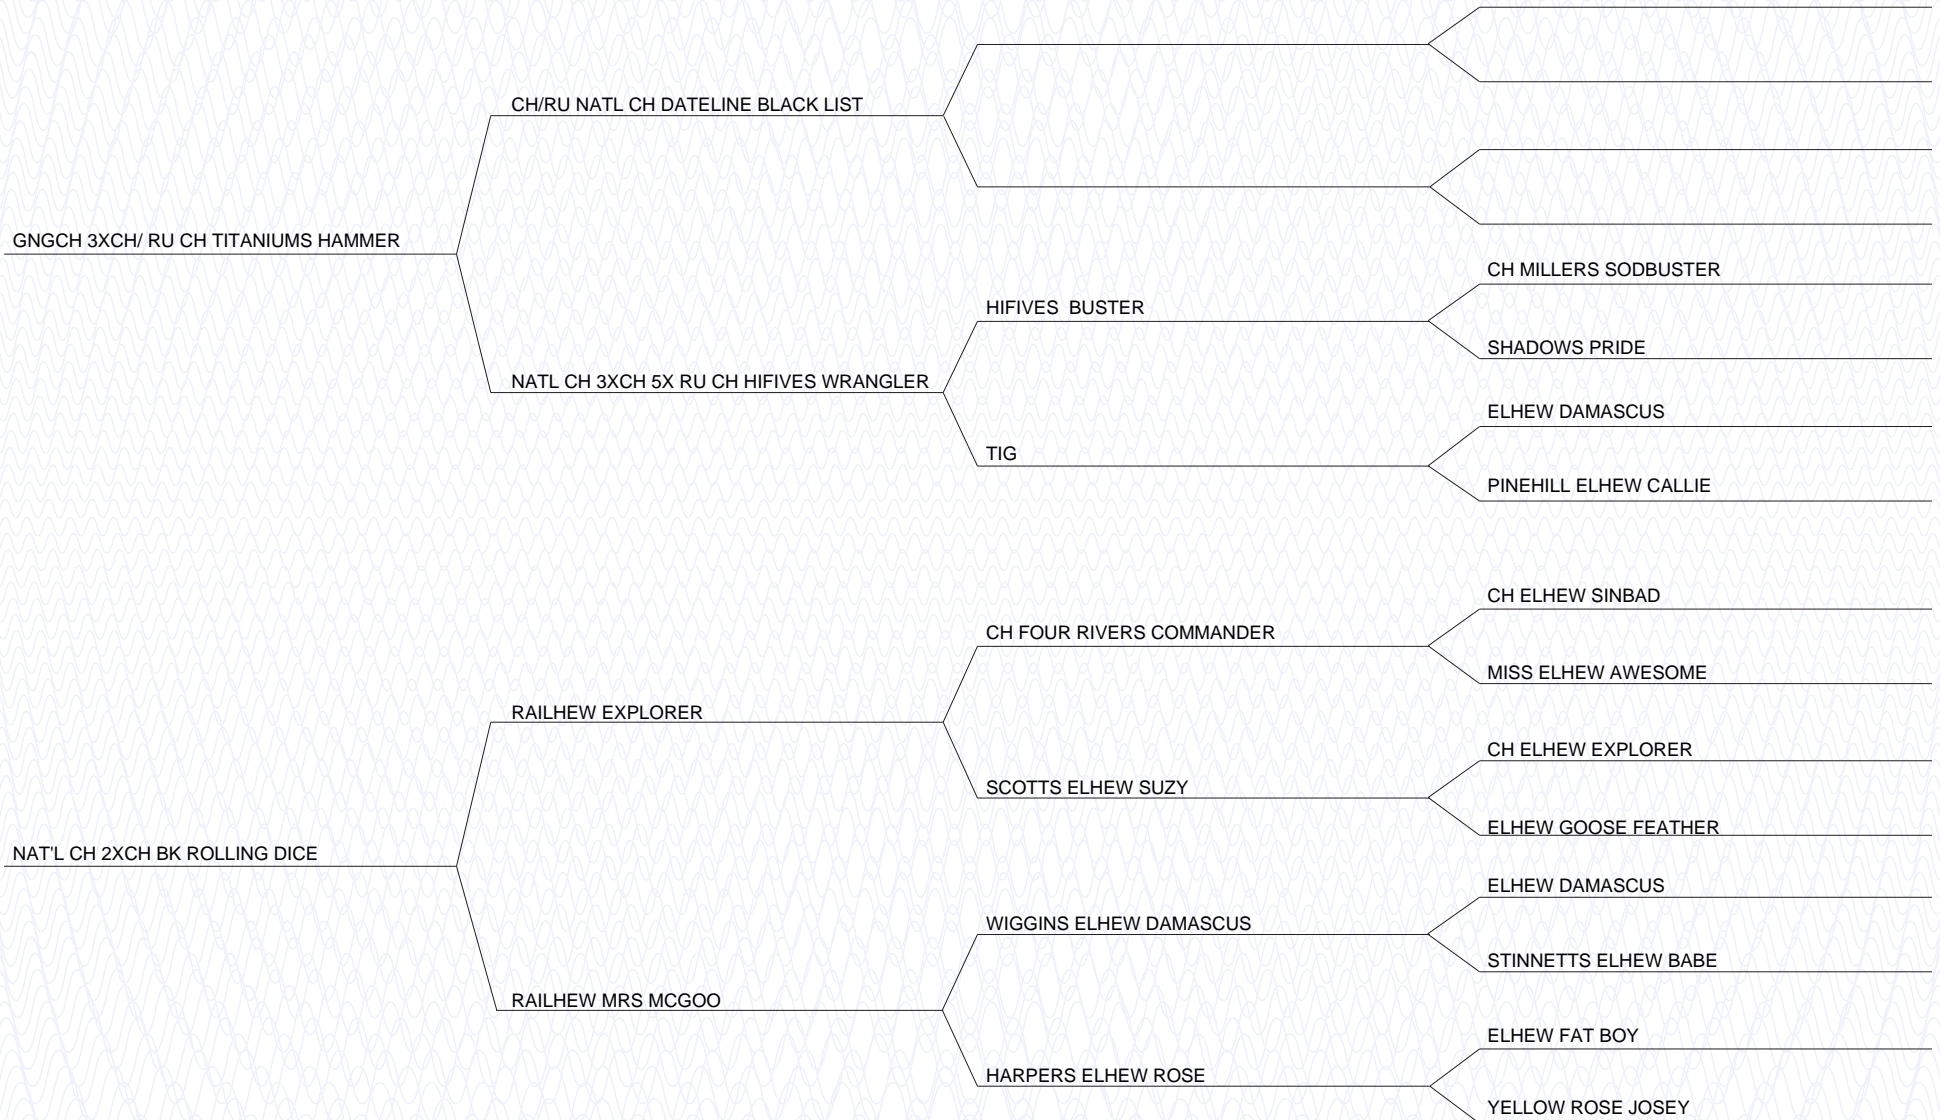 CH/RU NATL CH DATELINE BLACK LIST
GNGCH 3XCH/ RU CH TITANIUMS HAMMER
CH MILLERS SODBUSTER
HIFIVES  BUSTER
SHADOWS PRIDE
NATL CH 3XCH 5X RU CH HIFIVES WRANGLER
ELHEW DAMASCUS
TIG
PINEHILL ELHEW CALLIE
CH ELHEW SINBAD
CH FOUR RIVERS COMMANDER
MISS ELHEW AWESOME
RAILHEW EXPLORER
CH ELHEW EXPLORER
SCOTTS ELHEW SUZY
ELHEW GOOSE FEATHER
NAT'L CH 2XCH BK ROLLING DICE
ELHEW DAMASCUS
WIGGINS ELHEW DAMASCUS
STINNETTS ELHEW BABE
RAILHEW MRS MCGOO
ELHEW FAT BOY
HARPERS ELHEW ROSE
YELLOW ROSE JOSEY